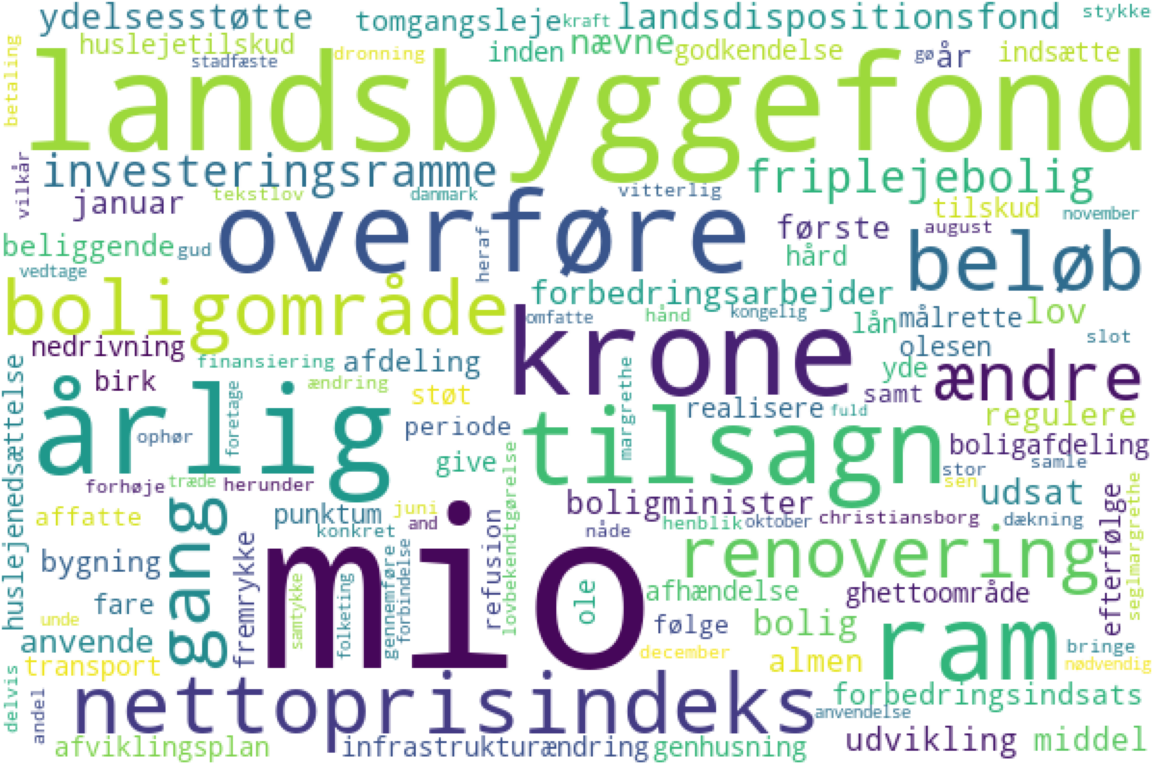 ydelsesstøtte
tomgangsleje
kraft
landsdispositionsfond
stykke
betaling
huslejetilskud
stadfæste
dronning
inden
nævne
godkendelse
gø
år
indsætte
landsbyggefond
vilkår
investeringsramme
friplejebolig
januar
tekstlov
danmark
vitterlig
tilskud
november
beliggende
gud
overføre
heraf
første
august
hård
beløb
vedtage
boligområde
forbedringsarbejder
omfatte
hånd
kongelig
lån
målrette
lov
slot
nedrivning
finansiering
afdeling
krone
olesen
huslejenedsættelse
birk
ændring
støt
yde
samt
ændre
årlig
foretage
ophør
periode
tilsagn
margrethe
realisere
fuld
regulere
boligafdeling
give
lovbekendtgørelse
stor
samle
forhøje
træde
herunder
sen
udsat
affatte
gang
punktum
juni
and
konkret
refusion
boligminister
nåde
henblik
oktober
christiansborg
dækning
efterfølge
seglmargrethe
bygning
fremrykke
mio
renovering
fare
samtykke
folketing
gennemføre
forbindelse
ole
afhændelse
ghettoområde
unde
anvende
følge
bolig
ram
bringe
transport
december
almen
nødvendig
delvis
andel
nettoprisindeks
anvendelse
forbedringsindsats
afviklingsplan
infrastrukturændring
genhusning
udvikling
middel